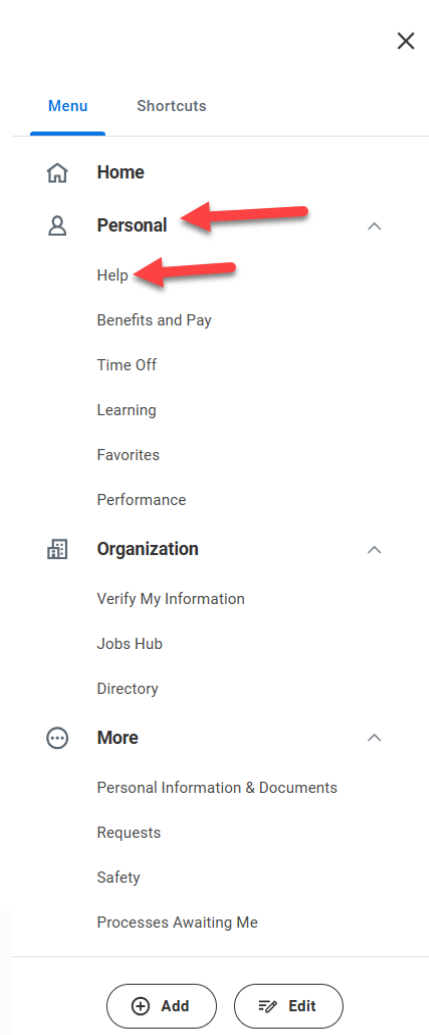 Menu Shortcuts
Home
Personal
Help
Benefits and Pay
Time Off
Learning
Favorites
Performance
Organization
Verify My Information
Jobs Hub
Directory
More
Personal Information & Documents
Requests
Safety
Processes Awaiting Me
Add Edit